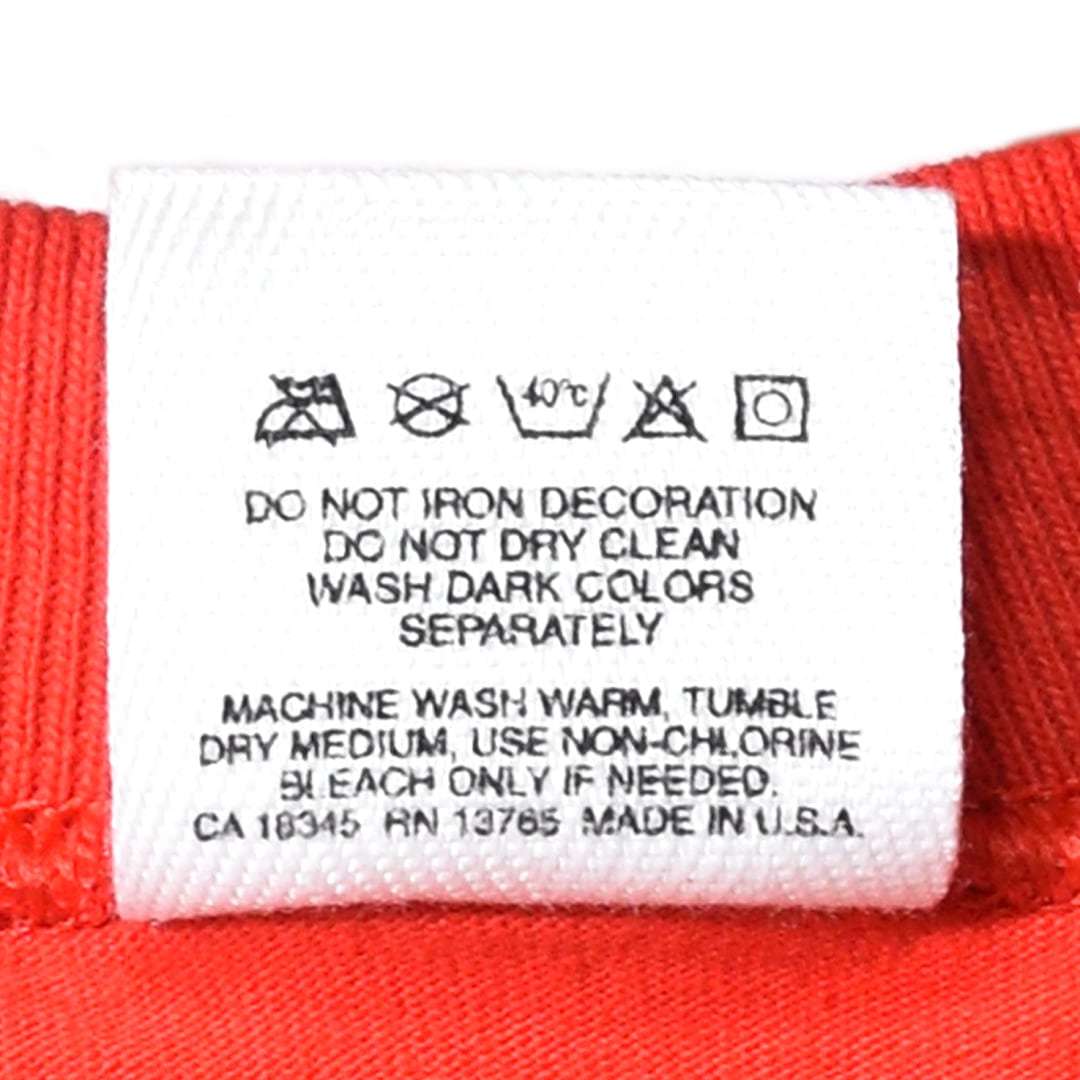 40°C
DO NOT IRON DECORATION
DO NOT DRY CLEAN
WASH DARK COLORS
SEPARATELY
MACHINE WASH WARM, TUMBLE
DRY MEDIUM, USE NON-CHLORINE
BLEACH ONLY IF NEEDED.
CA 18345 RN 13765 MADE IN U.S.A.